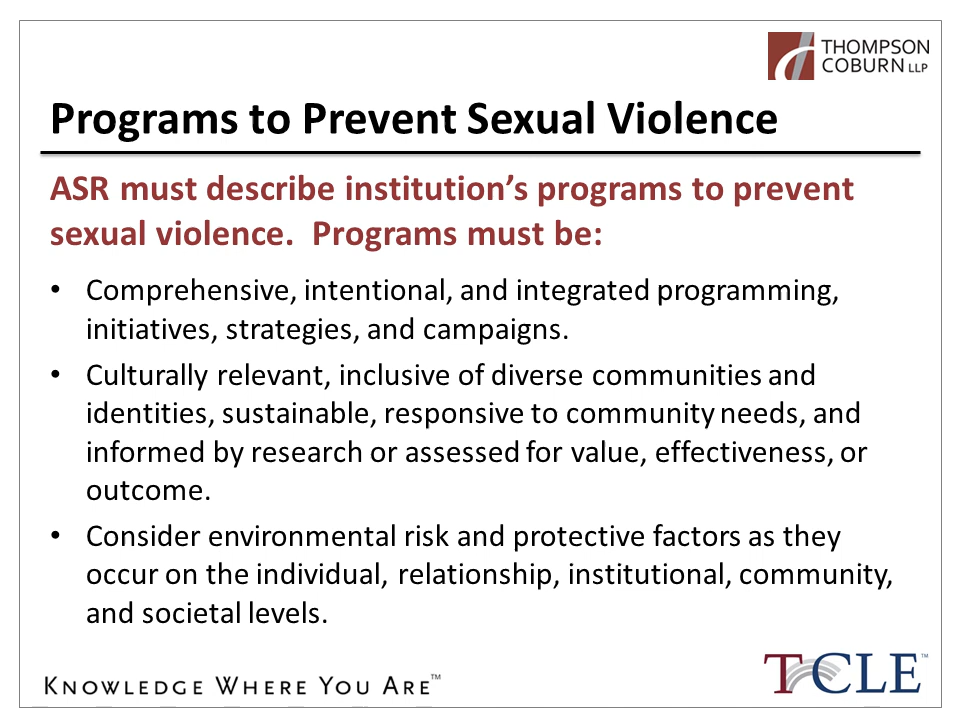 THOMPSON
COBURN LLP
Programs to Prevent Sexual Violence
ASR must describe institution’s programs to prevent
sexual violence.  Programs must be:
• Comprehensive, intentional, and integrated programming,
initiatives, strategies, and campaigns.
• Culturally relevant, inclusive of diverse communities and
identities, sustainable, responsive to community needs, and
informed by research or assessed for value, effectiveness, or
outcome.
• Consider environmental risk and protective factors as they
occur on the individual, relationship, institutional, community,
and societal levels.
KNOWLEDGE WHERE YOU ARE™
TCCLE™